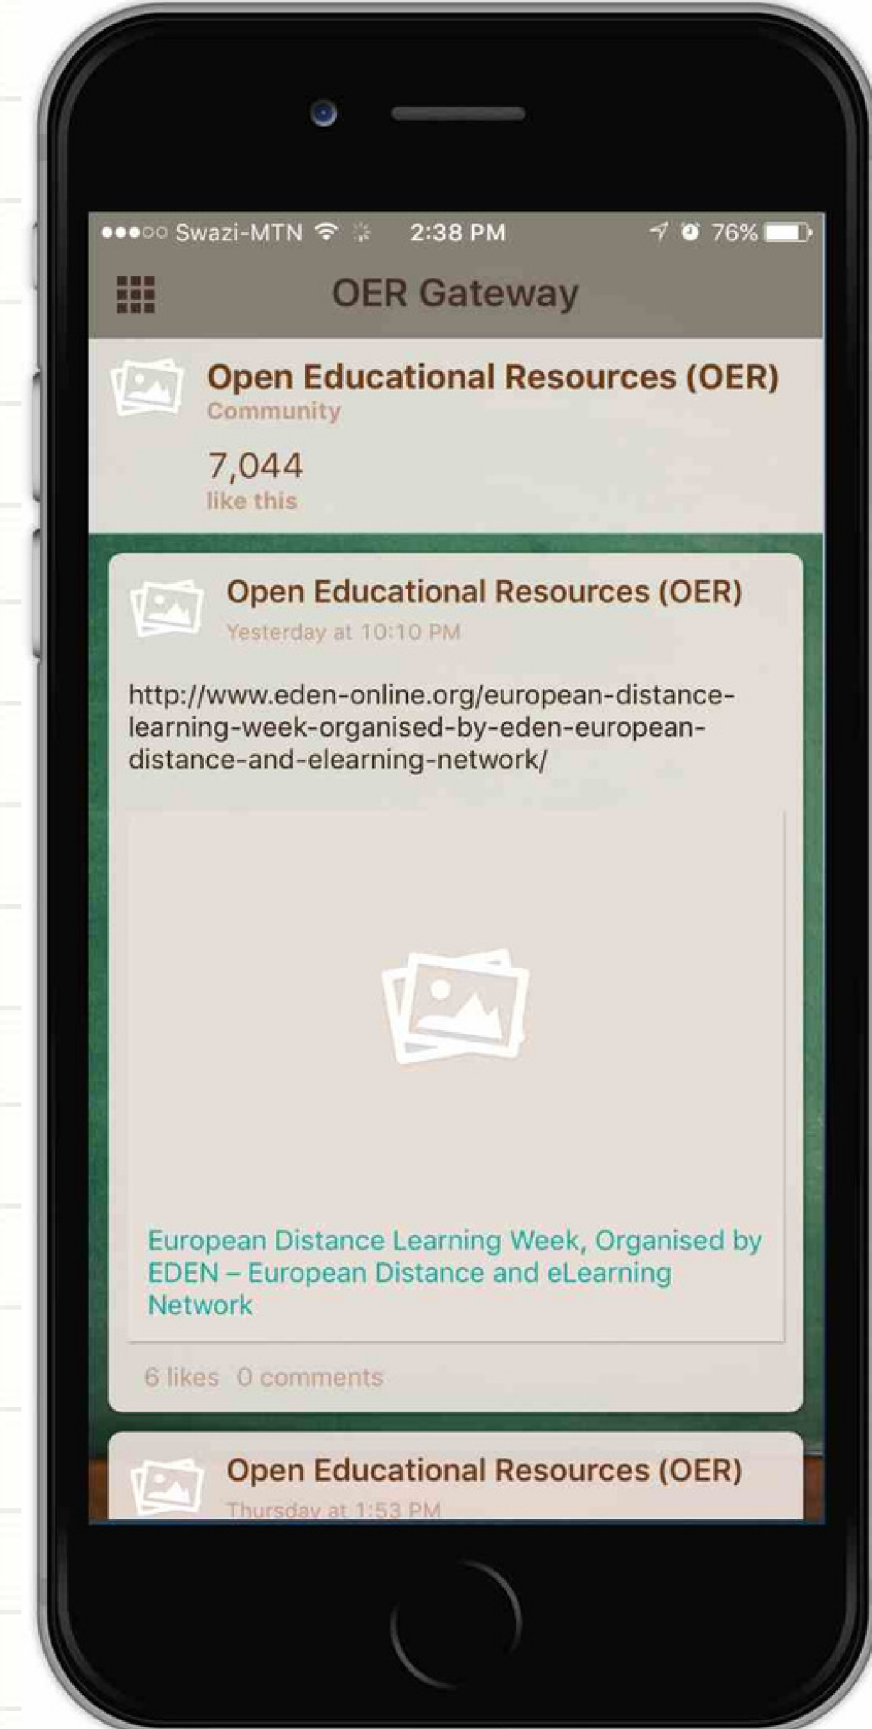 Swazi-MTN 2:38 PM 76%
OER Gateway
Open Educational Resources (OER)
Community
7,044
like this
Open Educational Resources (OER)
Yesterday at 10:10 PM
http://www.eden-online.org/european-distance-
learning-week-organised-by-eden-european-
distance-and-elearning-network/
European Distance Learning Week, Organised by
EDEN – European Distance and eLearning
Network
6 likes 0 comments
Open Educational Resources (OER)
Thursday at 1:53 PM